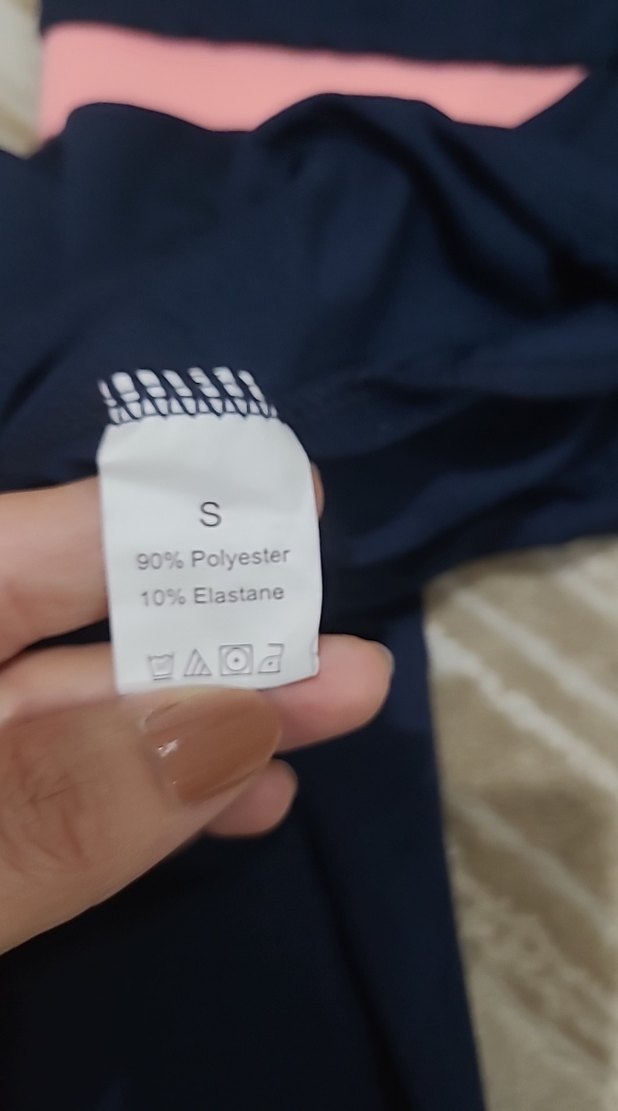 S
90% Polyester
10% Elastane